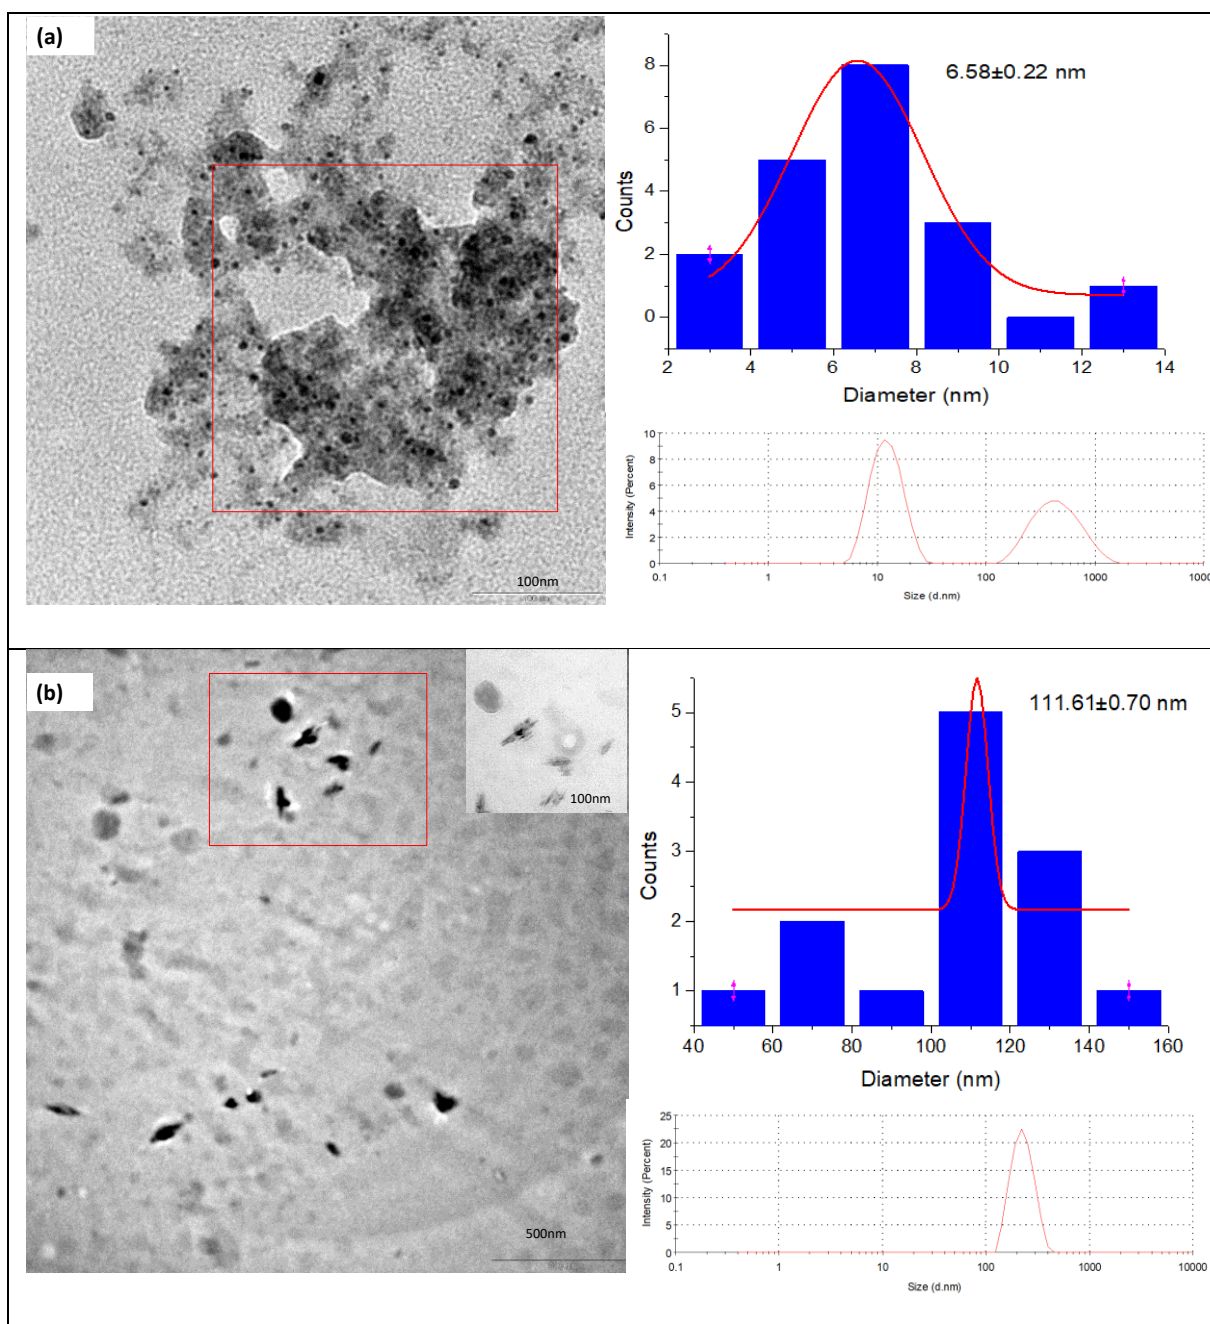 (a)
100nm
6.58±0.22 nm
Counts
8
6
4
2
0
2 4 6 8 10 12 14
Diameter (nm)
Intensity (Percent)
10
8
6
4
2
0
0.1 1 10 100 1000 1000
Size (d.nm)
(b)
100nm
500nm
111.61±0.70 nm
Counts
5
4
3
2
1
40 60 80 100 120 140 160
Diameter (nm)
Intensity (Percent)
25
20
15
10
5
0
0.1 1 10 100 1000 10000
Size (d.nm)